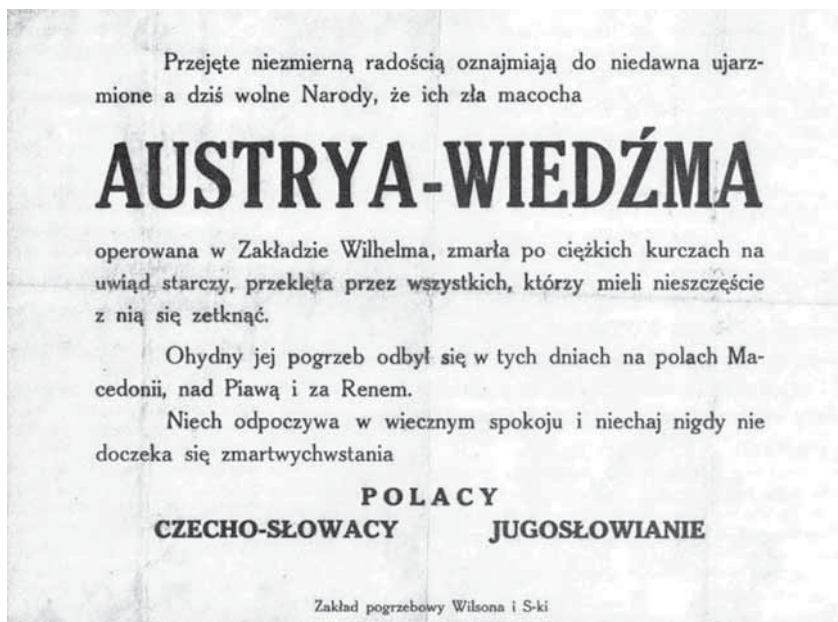 Przejęte niezmierną radością oznajmiają do niedawna ujarz-
mione a dziś wolne Narody, że ich zła macocha
AUSTRYA-WIEDŹMA
operowana w Zakładzie Wilhelma, zmarła po ciężkich kurczach na
uwiąd starczy, przeklęta przez wszystkich, którzy mieli nieszczęście
z nią się zetknąć.
Ohydny jej pogrzeb odbył się w tych dniach na polach Ma-
cedonii, nad Piawą i za Renem.
Niech odpoczywa w wiecznym spokoju i niechaj nigdy nie
doczeka się zmartwychwstania
POLACY
CZECHO-SŁOWACY JUGOSŁOWIANIE
Zakład pogrzebowy Wilsona i S-ki